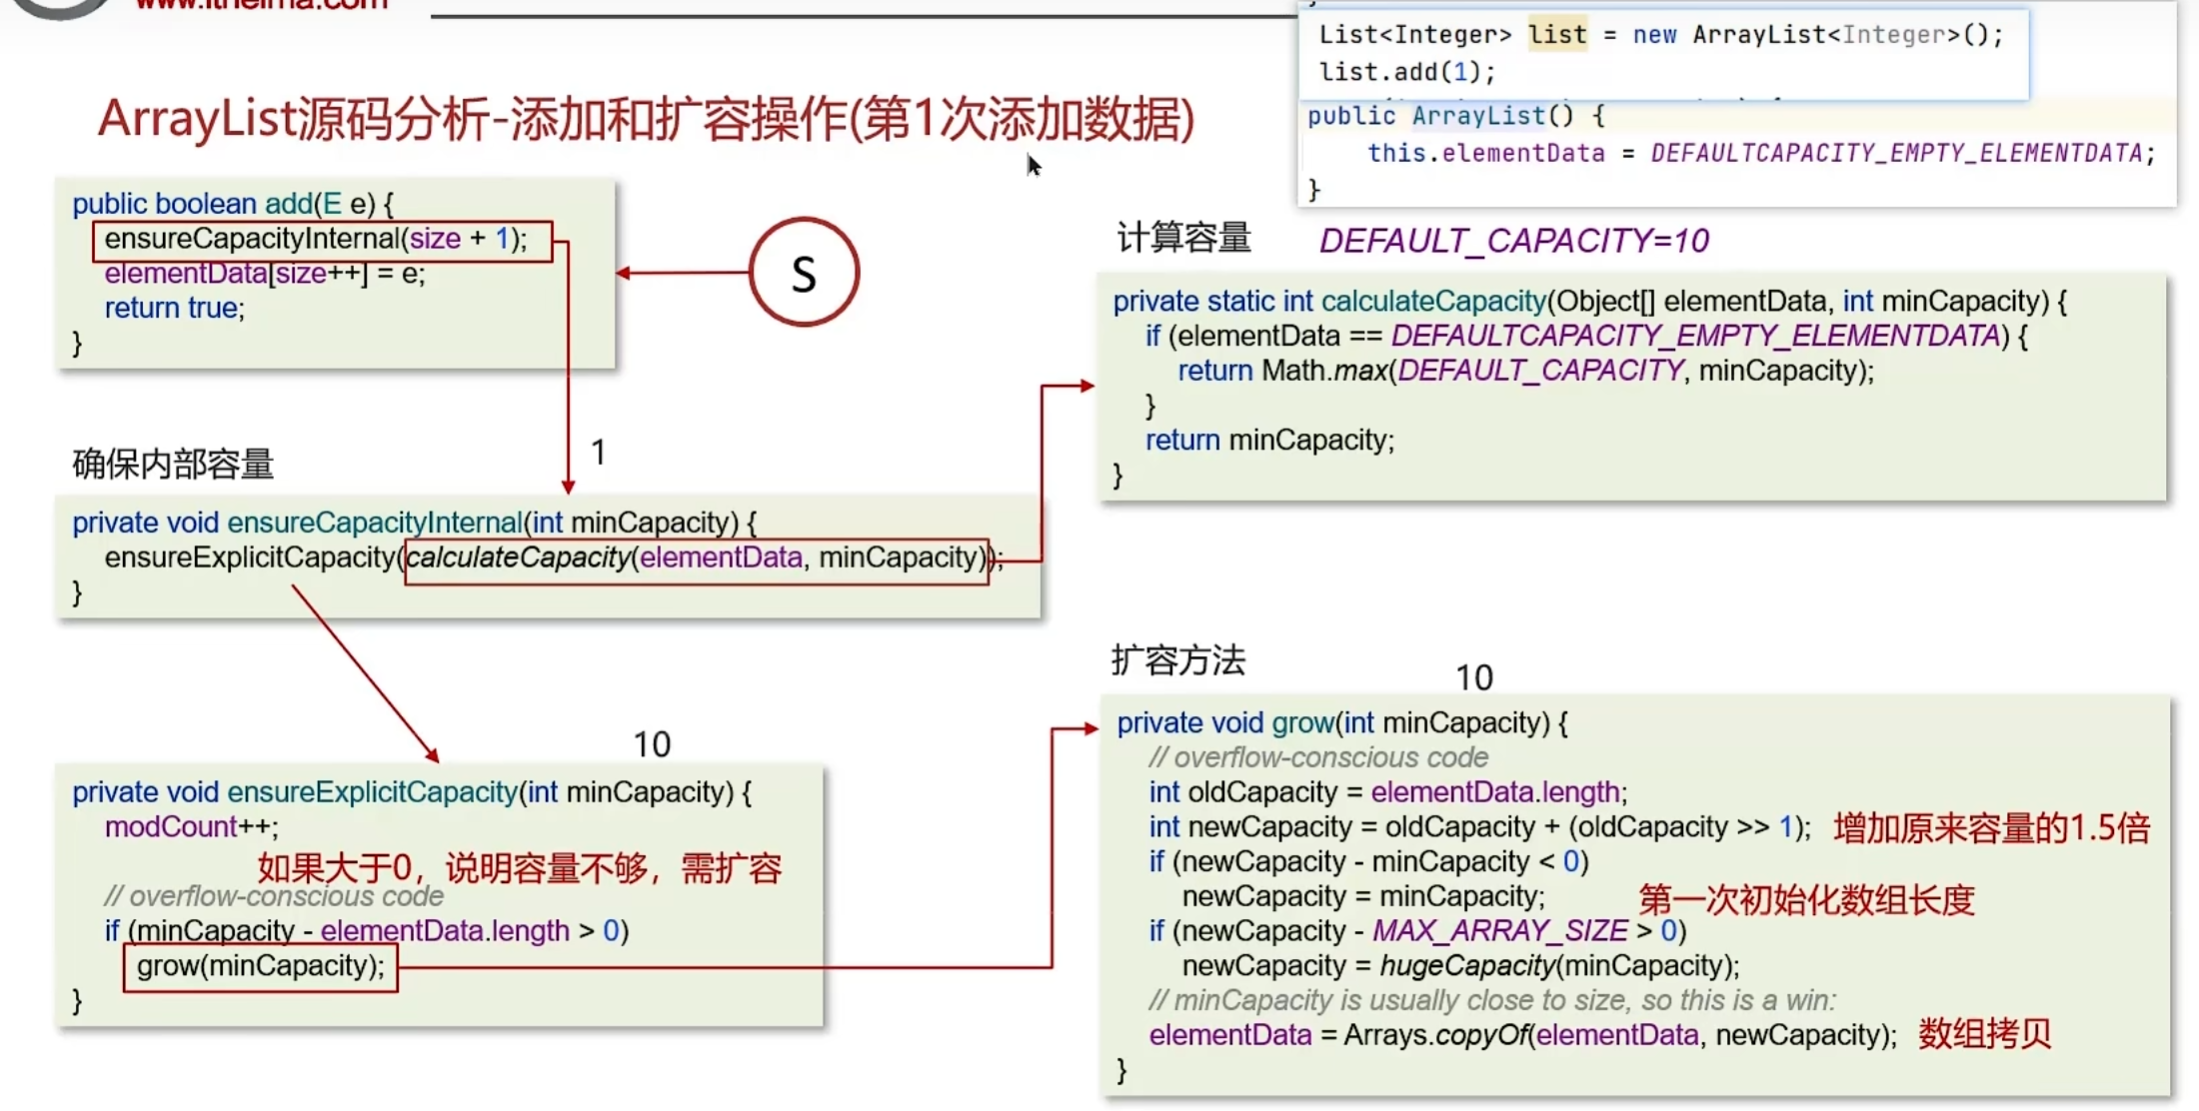 www.itheima.com
List<Integer> list = new ArrayList<Integer>();
list.add(1);
public ArrayList() {
this.elementData = DEFAULTCAPACITY_EMPTY_ELEMENTDATA;
}
ArrayList源码分析-添加和扩容操作(第1次添加数据)
public boolean add(E e) {
ensureCapacityInternal(size + 1);
elementData[size++] = e;
return true;
}
S
计算容量
DEFAULT_CAPACITY=10
private static int calculateCapacity(Object[] elementData, int minCapacity) {
if (elementData == DEFAULTCAPACITY_EMPTY_ELEMENTDATA) {
return Math.max(DEFAULT_CAPACITY, minCapacity);
}
return minCapacity;
}
确保内部容量
1
private void ensureCapacityInternal(int minCapacity) {
ensureExplicitCapacity(calculateCapacity(elementData, minCapacity));
}
10
private void ensureExplicitCapacity(int minCapacity) {
modCount++;
如果大于0，说明容量不够，需扩容
// overflow-conscious code
if (minCapacity - elementData.length > 0)
grow(minCapacity);
}
扩容方法
10
private void grow(int minCapacity) {
// overflow-conscious code
int oldCapacity = elementData.length;
int newCapacity = oldCapacity + (oldCapacity >> 1); 增加原来容量的1.5倍
if (newCapacity - minCapacity < 0)
newCapacity = minCapacity; 第一次初始化数组长度
if (newCapacity - MAX_ARRAY_SIZE > 0)
newCapacity = hugeCapacity(minCapacity);
// minCapacity is usually close to size, so this is a win:
elementData = Arrays.copyOf(elementData, newCapacity); 数组拷贝
}